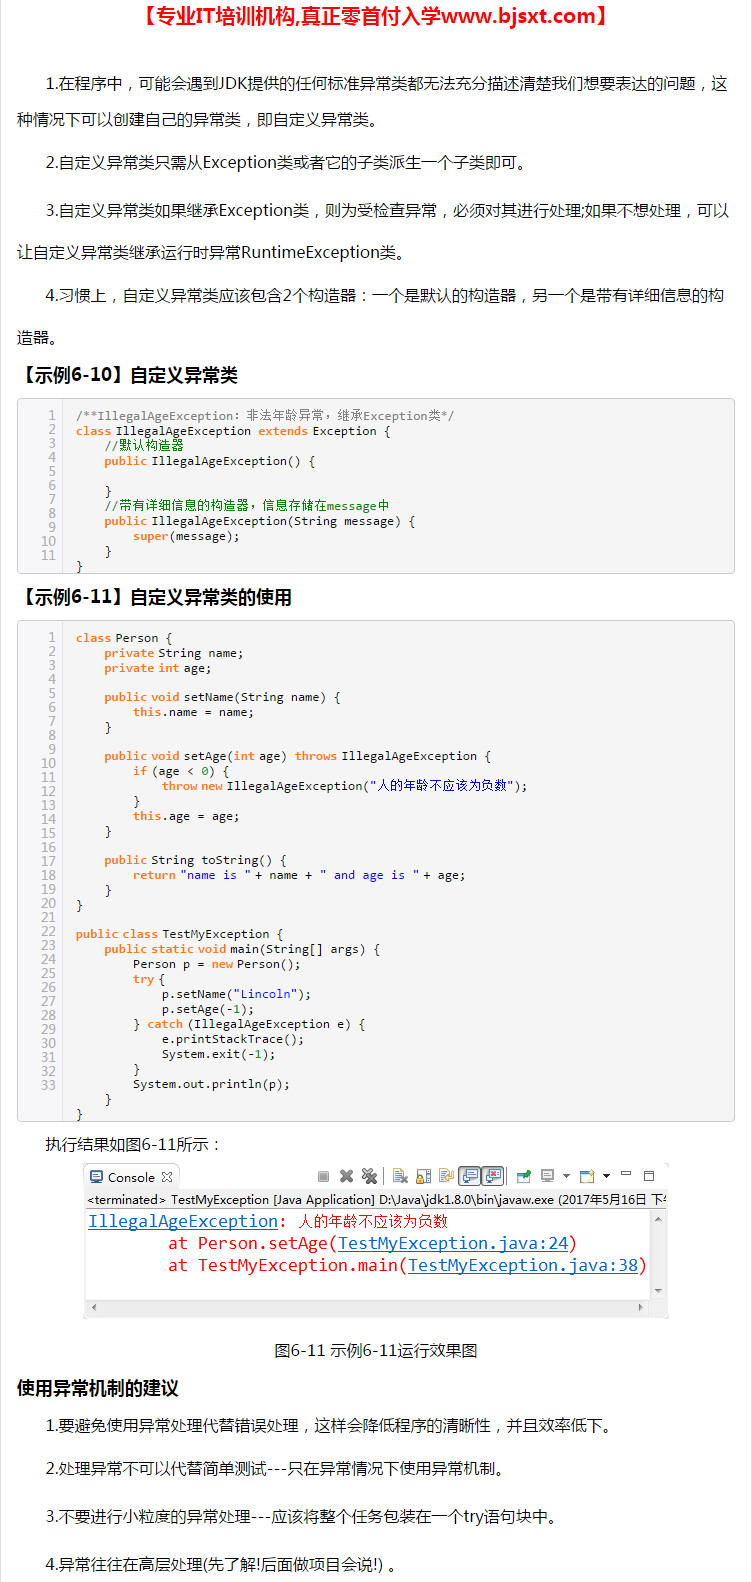 【专业IT培训机构,真正零首付入学www.bjsxt.com】
1.在程序中，可能会遇到JDK提供的任何标准异常类都无法充分描述清楚我们想要表达的问题，这
种情况下可以创建自己的异常类，即自定义异常类。
2.自定义异常类只需从Exception类或者它的子类派生一个子类即可。
3.自定义异常类如果继承Exception类，则为受检查异常，必须对其进行处理;如果不想处理，可以
让自定义异常类继承运行时异常RuntimeException类。
4.习惯上，自定义异常类应该包含2个构造器：一个是默认的构造器，另一个是带有详细信息的构
造器。
【示例6-10】自定义异常类
1 /**IllegalAgeException：非法年龄异常，继承Exception类*/
2 class IllegalAgeException extends Exception {
3 //默认构造器
4 public IllegalAgeException() {
5
6 }
7 //带有详细信息的构造器，信息存储在message中
8 public IllegalAgeException(String message) {
9 super(message);
10 }
11 }
【示例6-11】自定义异常类的使用
1 class Person {
2 private String name;
3 private int age;
4
5 public void setName(String name) {
6 this.name = name;
7 }
8
9 public void setAge(int age) throws IllegalAgeException {
10 if (age < 0) {
11 throw new IllegalAgeException("人的年龄不应该为负数");
12 }
13 this.age = age;
14 }
15
16 public String toString() {
17 return "name is " + name + " and age is " + age;
18 }
19 }
20
21 public class TestMyException {
22 public static void main(String[] args) {
23 Person p = new Person();
24 try {
25 p.setName("Lincoln");
26 p.setAge(-1);
27 } catch (IllegalAgeException e) {
28 e.printStackTrace();
29 System.exit(-1);
30 }
31 System.out.println(p);
32 }
33 }
执行结果如图6-11所示：
Console
<terminated> TestMyException [Java Application] D:\Java\jdk1.8.0\bin\javaw.exe (2017年5月16日 下午
IllegalAgeException: 人的年龄不应该为负数
at Person.setAge(TestMyException.java:24)
at TestMyException.main(TestMyException.java:38)
图6-11 示例6-11运行效果图
使用异常机制的建议
1.要避免使用异常处理代替错误处理，这样会降低程序的清晰性，并且效率低下。
2.处理异常不可以代替简单测试---只在异常情况下使用异常机制。
3.不要进行小粒度的异常处理---应该将整个任务包装在一个try语句块中。
4.异常往往在高层处理(先了解!后面做项目会说!) 。